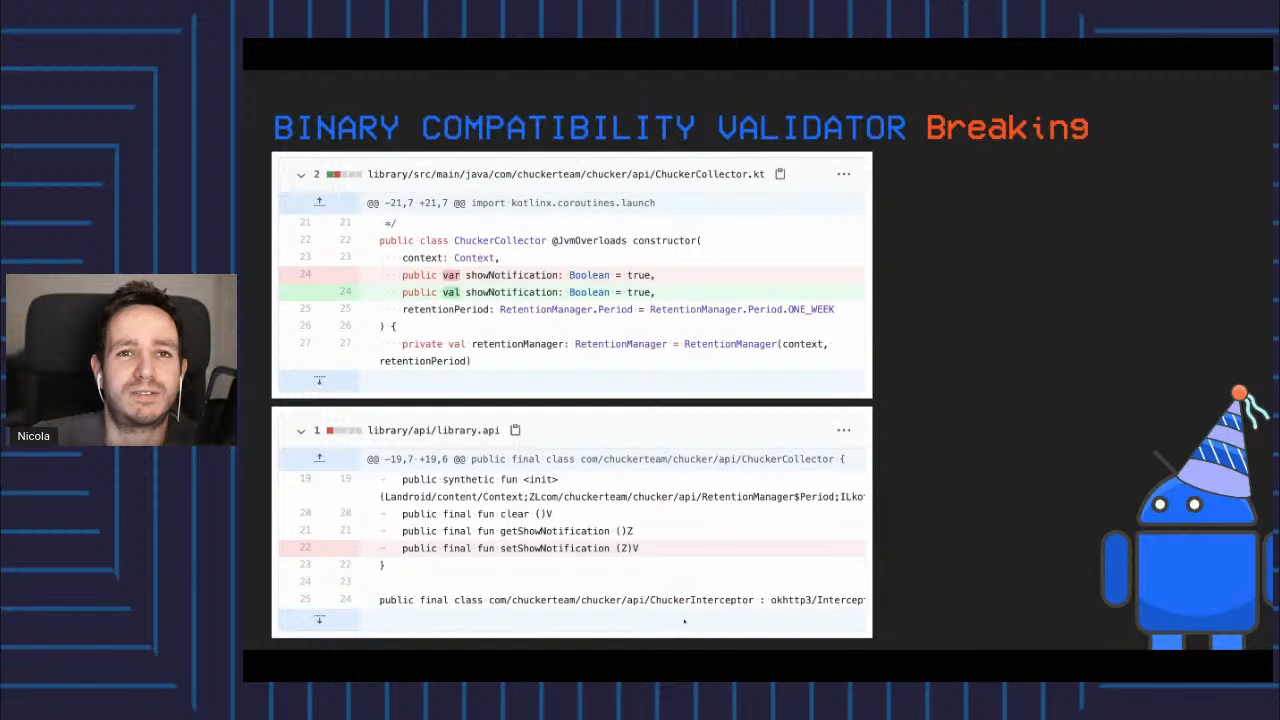 BINARY COMPATIBILITY VALIDATOR Breaking
2 library/src/main/java/com/chuckerteam/chucker/api/ChuckerCollector.kt ...
@@ -21,7 +21,7 @@ import kotlinx.coroutines.launch
21 21 */
22 22 public class ChuckerCollector @JvmOverloads constructor(
23 23 context: Context,
24 public var showNotification: Boolean = true,
24 public val showNotification: Boolean = true,
25 25 retentionPeriod: RetentionManager.Period = RetentionManager.Period.ONE_WEEK
26 26 ) {
27 27 private val retentionManager: RetentionManager = RetentionManager(context,
retentionPeriod)
Nicola
1 library/api/library.api ...
@@ -19,7 +19,6 @@ public final class com/chuckerteam/chucker/api/ChuckerCollector {
19 19 public synthetic fun <init>
(Landroid/content/Context;ZLcom/chuckerteam/chucker/api/RetentionManager$Period;ILko
20 20 public final fun clear ()V
21 21 public final fun getShowNotification ()Z
22 public final fun setShowNotification (Z)V
23 22 }
24 23
25 24 public final class com/chuckerteam/chucker/api/ChuckerInterceptor : okhttp3/Intercep